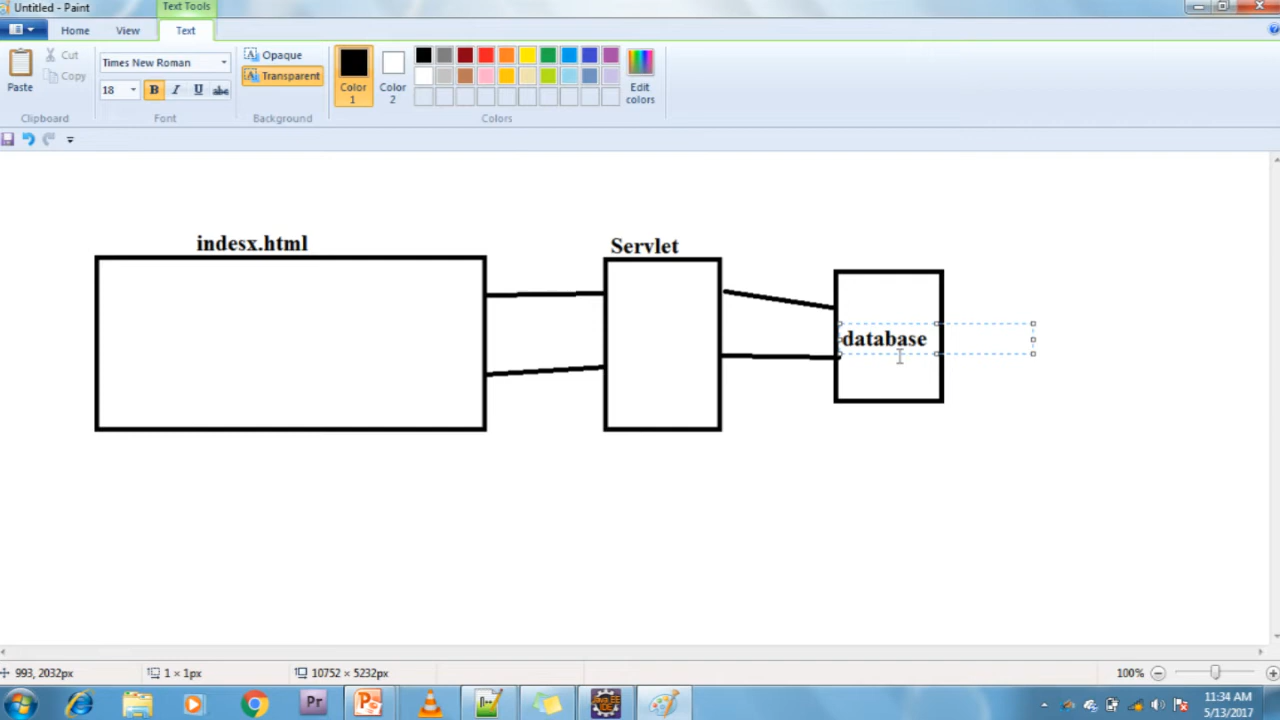 Untitled - Paint
Text Tools
Home
View
Text
Paste
Cut
Copy
Clipboard
Times New Roman
18
B
I
U
abc
Font
Opaque
Transparent
Background
Color
1
Color
2
Edit
colors
Colors
indesx.html
Servlet
database
993, 2032px
1 × 1px
10752 × 5232px
100%
Pr
11:34 AM
5/13/2017